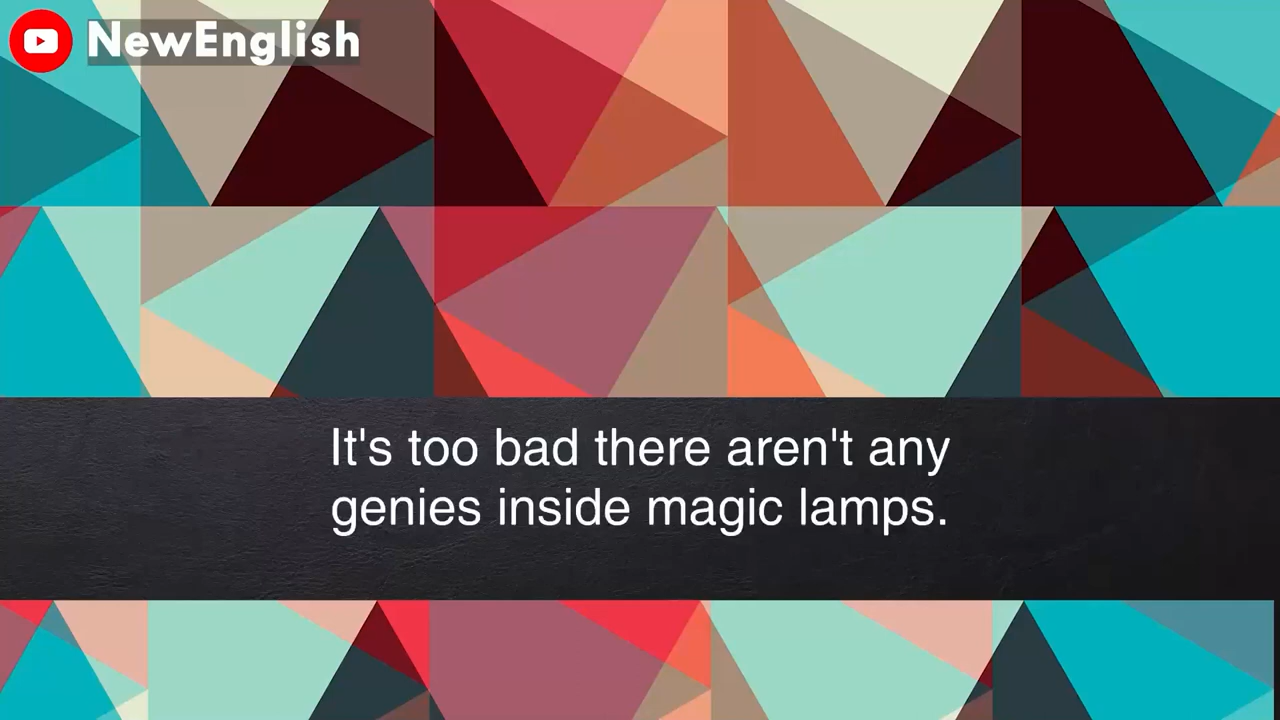 NewEnglish
It's too bad there aren't any
genies inside magic lamps.